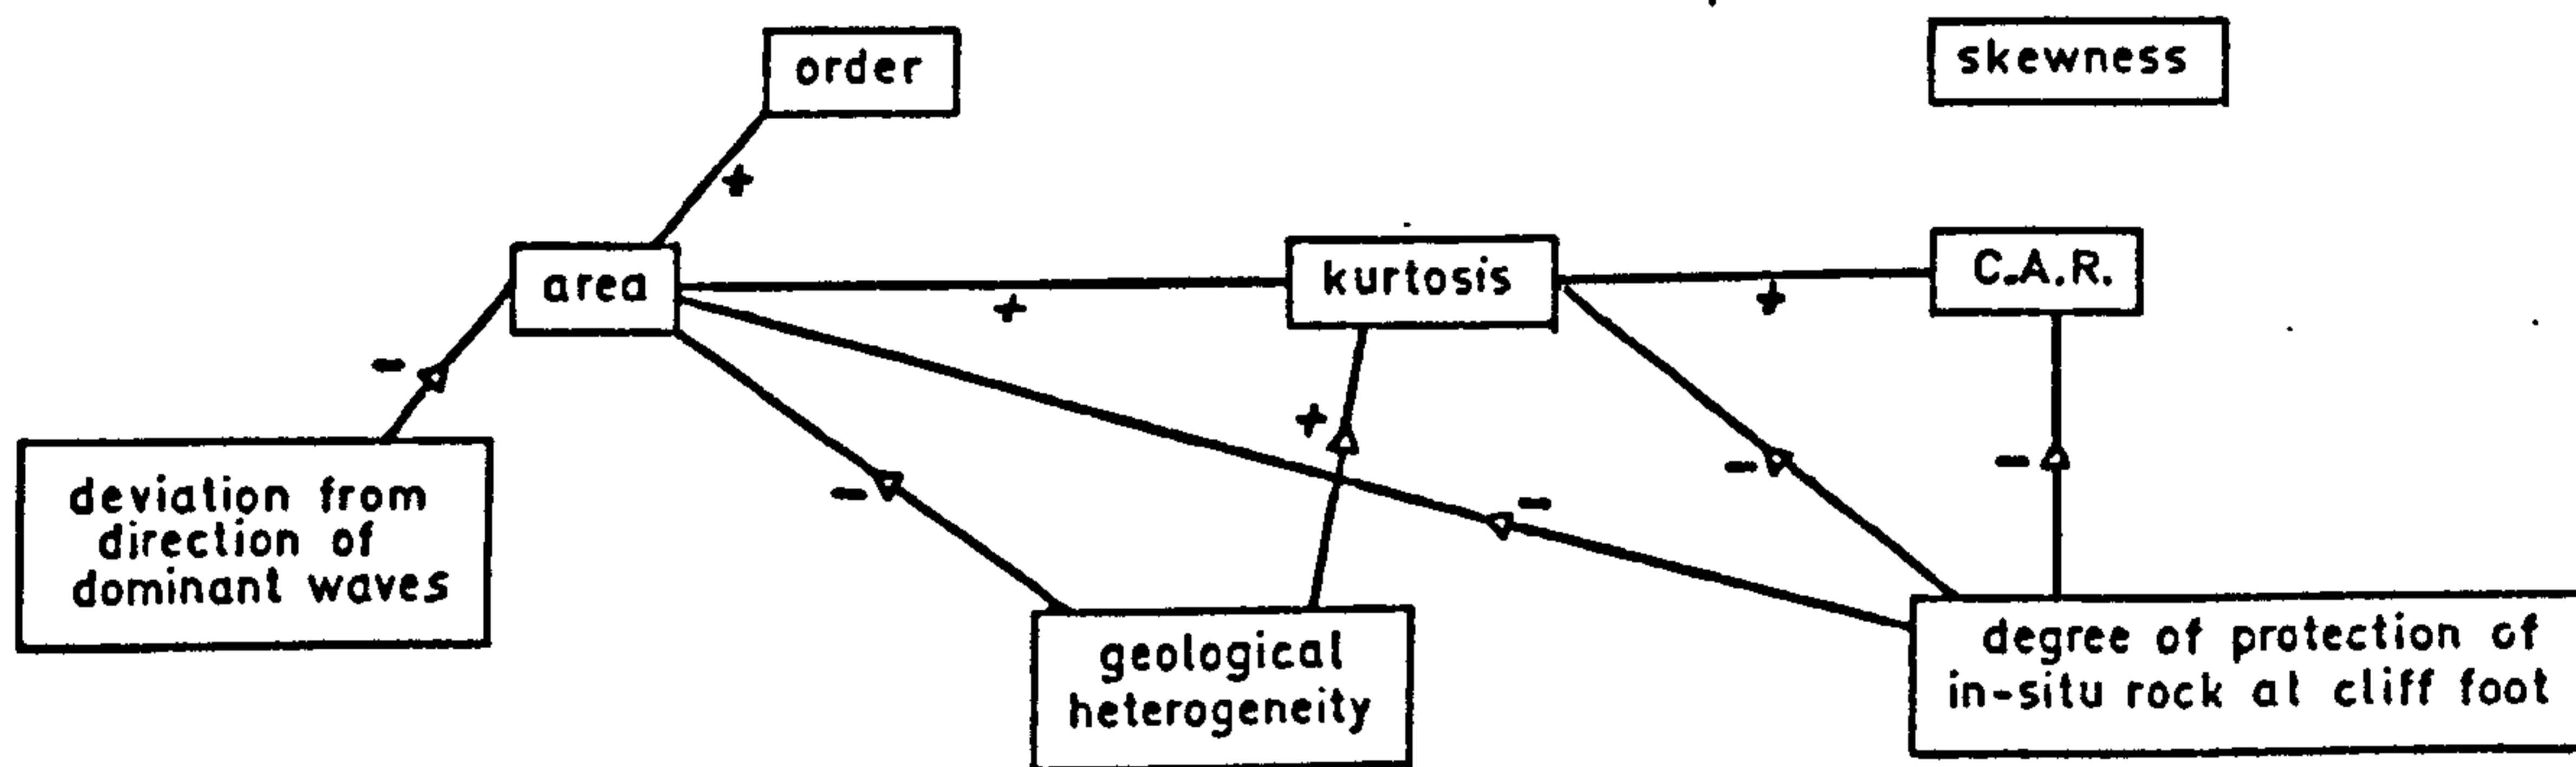 order
skewness
+
area
kurtosis
C.A.R.
+
+
-
+
-
-
-
-
deviation from
direction of
dominant waves
geological
heterogeneity
degree of protection of
in-situ rock at cliff foot